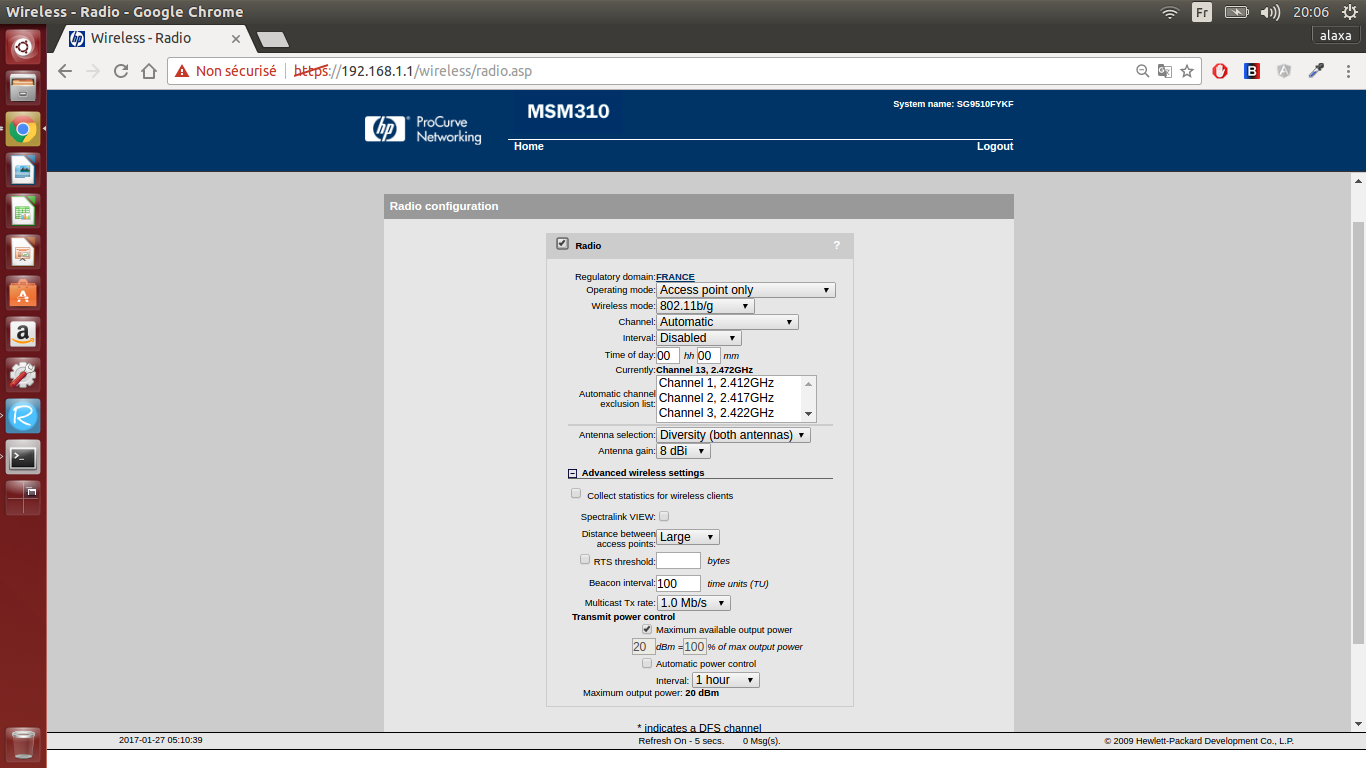 Wireless - Radio - Google Chrome
Fr
20:06
Wireless - Radio
alaxa
Non sécurisé
https://192.168.1.1/wireless/radio.asp
hp
ProCurve
Networking
MSM310
System name: SG9510FYKF
Home
Logout
Radio configuration
Radio
?
Regulatory domain: FRANCE
Operating mode: Access point only
Wireless mode: 802.11b/g
Channel: Automatic
Interval: Disabled
Time of day: 00 hh 00 mm
Currently: Channel 13, 2.472GHz
Automatic channel
exclusion list:
Channel 1, 2.412GHz
Channel 2, 2.417GHz
Channel 3, 2.422GHz
Antenna selection: Diversity (both antennas)
Antenna gain: 8 dBi
Advanced wireless settings
Collect statistics for wireless clients
Spectralink VIEW:
Distance between
access points: Large
RTS threshold: bytes
Beacon interval: 100 time units (TU)
Multicast Tx rate: 1.0 Mb/s
Transmit power control
Maximum available output power
20 dBm = 100 % of max output power
Automatic power control
Interval: 1 hour
Maximum output power: 20 dBm
* indicates a DFS channel
2017-01-27 05:10:39
Refresh On - 5 secs.
0 Msg(s).
© 2009 Hewlett-Packard Development Co., L.P.